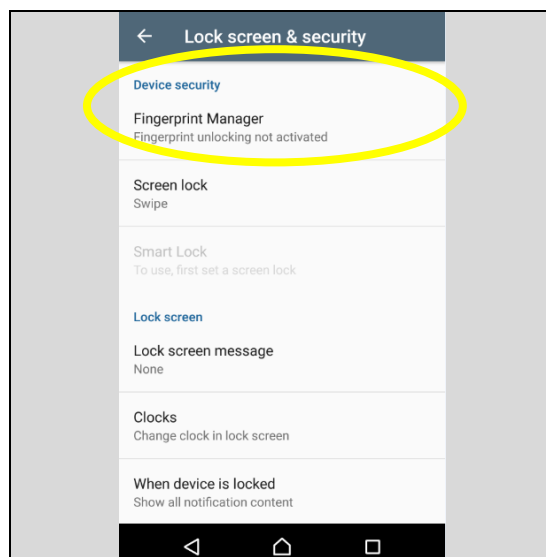 Lock screen & security
Device security
Fingerprint Manager
Fingerprint unlocking not activated
Screen lock
Swipe
Smart Lock
To use, first set a screen lock
Lock screen
Lock screen message
None
Clocks
Change clock in lock screen
When device is locked
Show all notification content